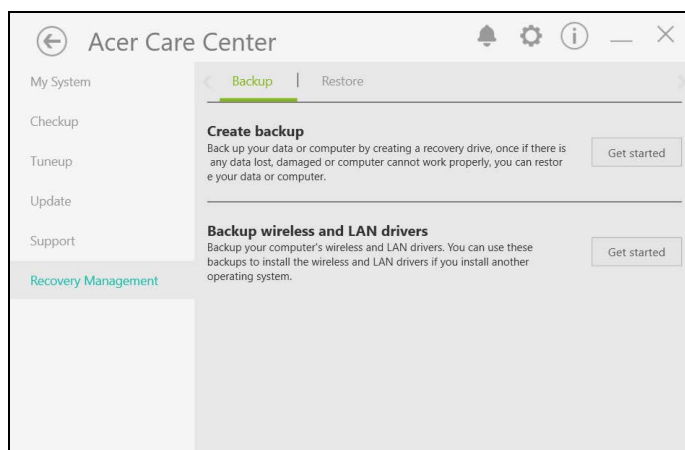 Acer Care Center
My System
Checkup
Tuneup
Update
Support
Recovery Management
Backup | Restore
Create backup
Back up your data or computer by creating a recovery drive, once if there is
any data lost, damaged or computer cannot work properly, you can restor
e your data or computer.
Get started
Backup wireless and LAN drivers
Backup your computer's wireless and LAN drivers. You can use these
backups to install the wireless and LAN drivers if you install another
operating system.
Get started